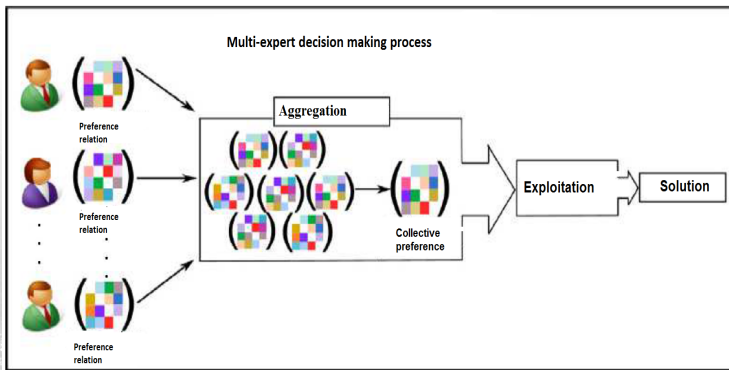 Multi-expert decision making process
Preference
relation
Aggregation
Preference
relation
Collective
preference
Exploitation
Solution
Preference
relation